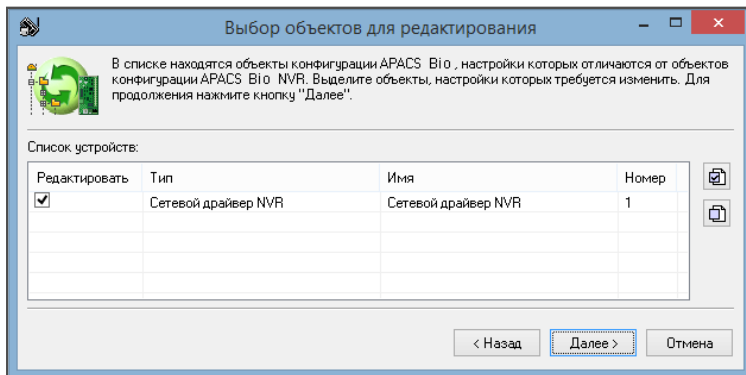 Выбор объектов для редактирования
В списке находятся объекты конфигурации APACS Bio , настройки которых отличаются от объектов
конфигурации APACS Bio NVR. Выделите объекты, настройки которых требуется изменить. Для
продолжения нажмите кнопку "Далее".
Список устройств:
Редактировать Тип Имя Номер
Сетевой драйвер NVR Сетевой драйвер NVR 1
< Назад Далее > Отмена